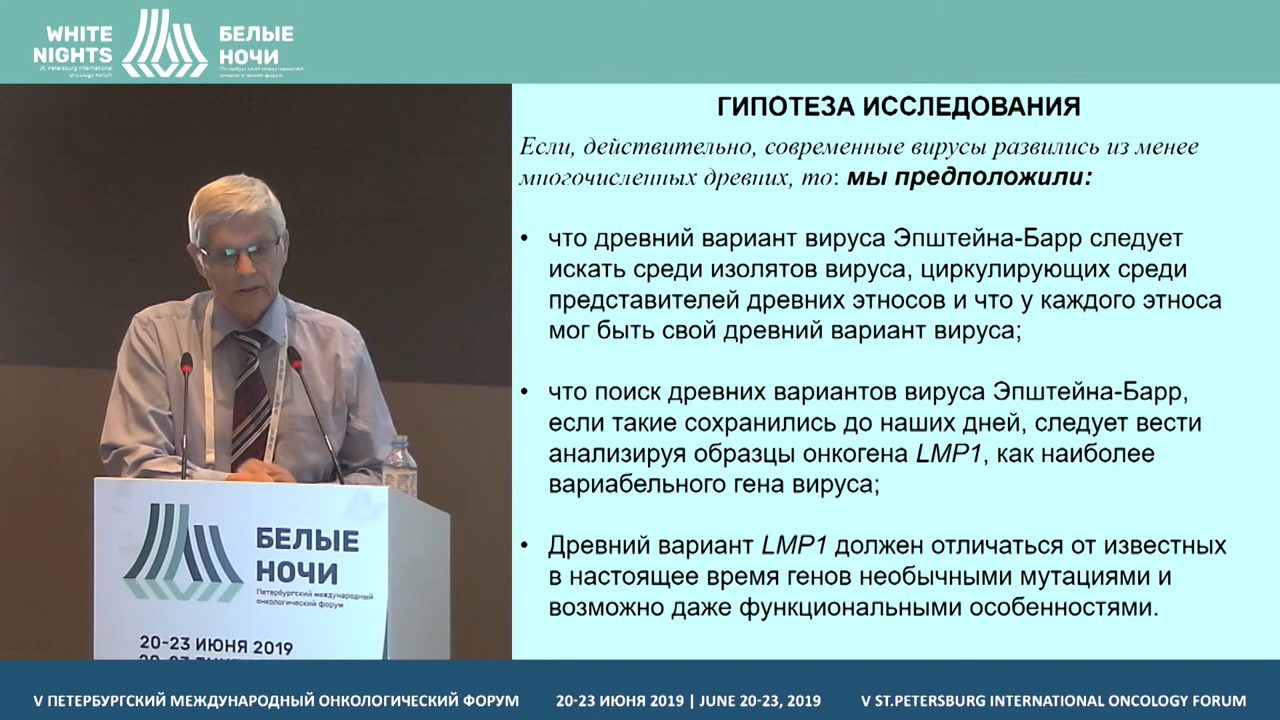 WHITE
NIGHTS
St. Petersburg International
Oncology Forum
БЕЛЫЕ
НОЧИ
Петербургский международный
онкологический форум
ГИПОТЕЗА ИССЛЕДОВАНИЯ
Если, действительно, современные вирусы развились из менее
многочисленных древних, то: мы предположили:
• что древний вариант вируса Эпштейна-Барр следует
искать среди изолятов вируса, циркулирующих среди
представителей древних этносов и что у каждого этноса
мог быть свой древний вариант вируса;
• что поиск древних вариантов вируса Эпштейна-Барр,
если такие сохранились до наших дней, следует вести
анализируя образцы онкогена LMP1, как наиболее
вариабельного гена вируса;
• Древний вариант LMP1 должен отличаться от известных
в настоящее время генов необычными мутациями и
возможно даже функциональными особенностями.
БЕЛЫЕ
НОЧИ
Петербургский международный
онкологический форум
20-23 ИЮНЯ 2019
V ПЕТЕРБУРГСКИЙ МЕЖДУНАРОДНЫЙ ОНКОЛОГИЧЕСКИЙ ФОРУМ 20-23 ИЮНЯ 2019 | JUNE 20-23, 2019 V ST.PETERSBURG INTERNATIONAL ONCOLOGY FORUM